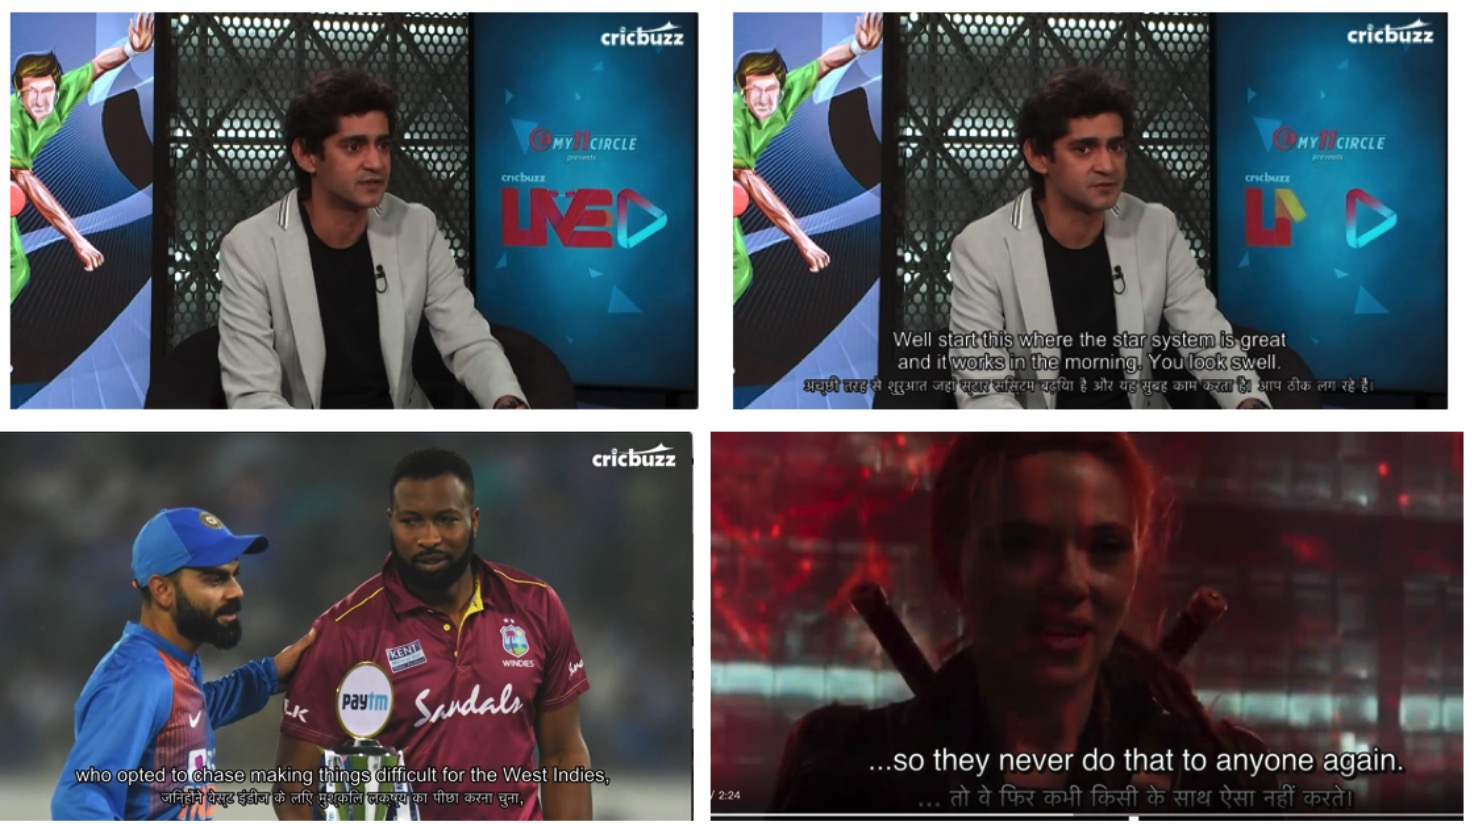 cricbuzz
MY11CIRCLE
presents
cricbuzz
LIVE
cricbuzz
MY11CIRCLE
presents
cricbuzz
LI
Well start this where the star system is great
and it works in the morning. You look swell.
अच्छी तरह से शुरुआत जहां स्टार सिस्टम बढ़िया है और यह सुबह काम करता है। आप ठीक लग रहे है।
cricbuzz
KENT
WINDIES
paytm
Sandals
LK
who opted to chase making things difficult for the West Indies,
जिन्होंने वेस्ट इंडीज के लिए मुश्किल लक्ष्य का पीछा करना चुना,
...so they never do that to anyone again.
/ 2:24
... तो वे फिर कभी किसी के साथ ऐसा नहीं करते।